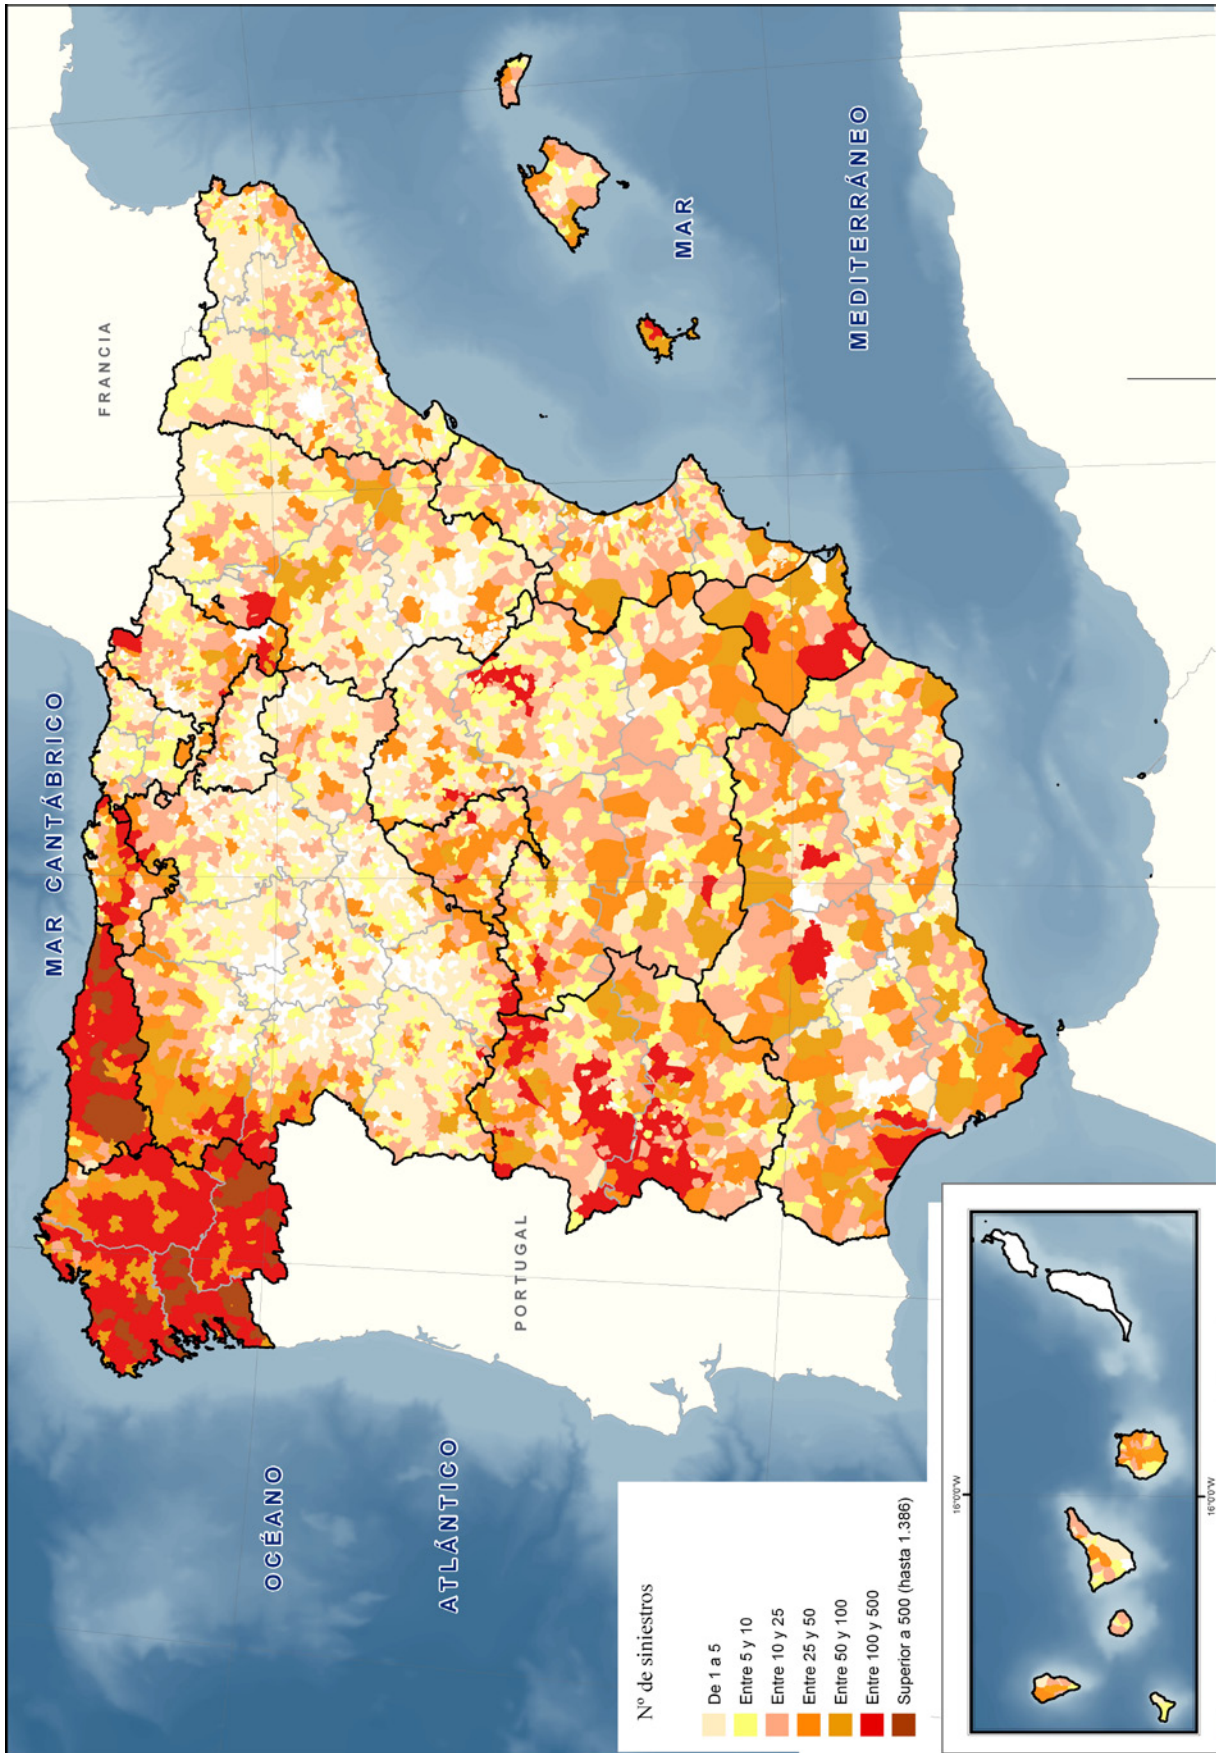 MAR CANTÁBRICO
FRANCIA
OCÉANO
ATLÁNTICO
PORTUGAL
MAR
MEDITERRÁNEO
Nº de siniestros
De 1 a 5
Entre 5 y 10
Entre 10 y 25
Entre 25 y 50
Entre 50 y 100
Entre 100 y 500
Superior a 500 (hasta 1.386)
16°0'0"W
16°0'0"W